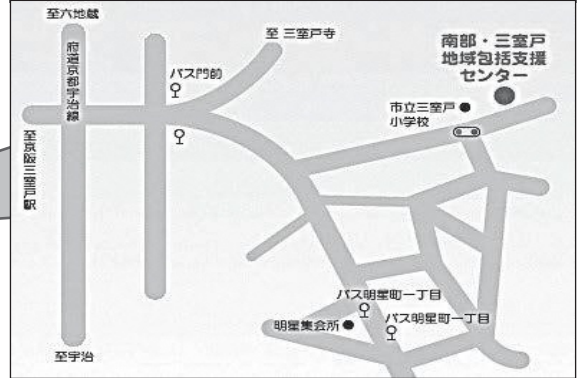 至六地蔵
府道京都宇治線
至 三室戸寺
バス門前
南部・三室戸
地域包括支援
センター
市立三室戸
小学校
至京阪三室戸駅
バス明星町一丁目
明星集会所
バス明星町一丁目
至宇治